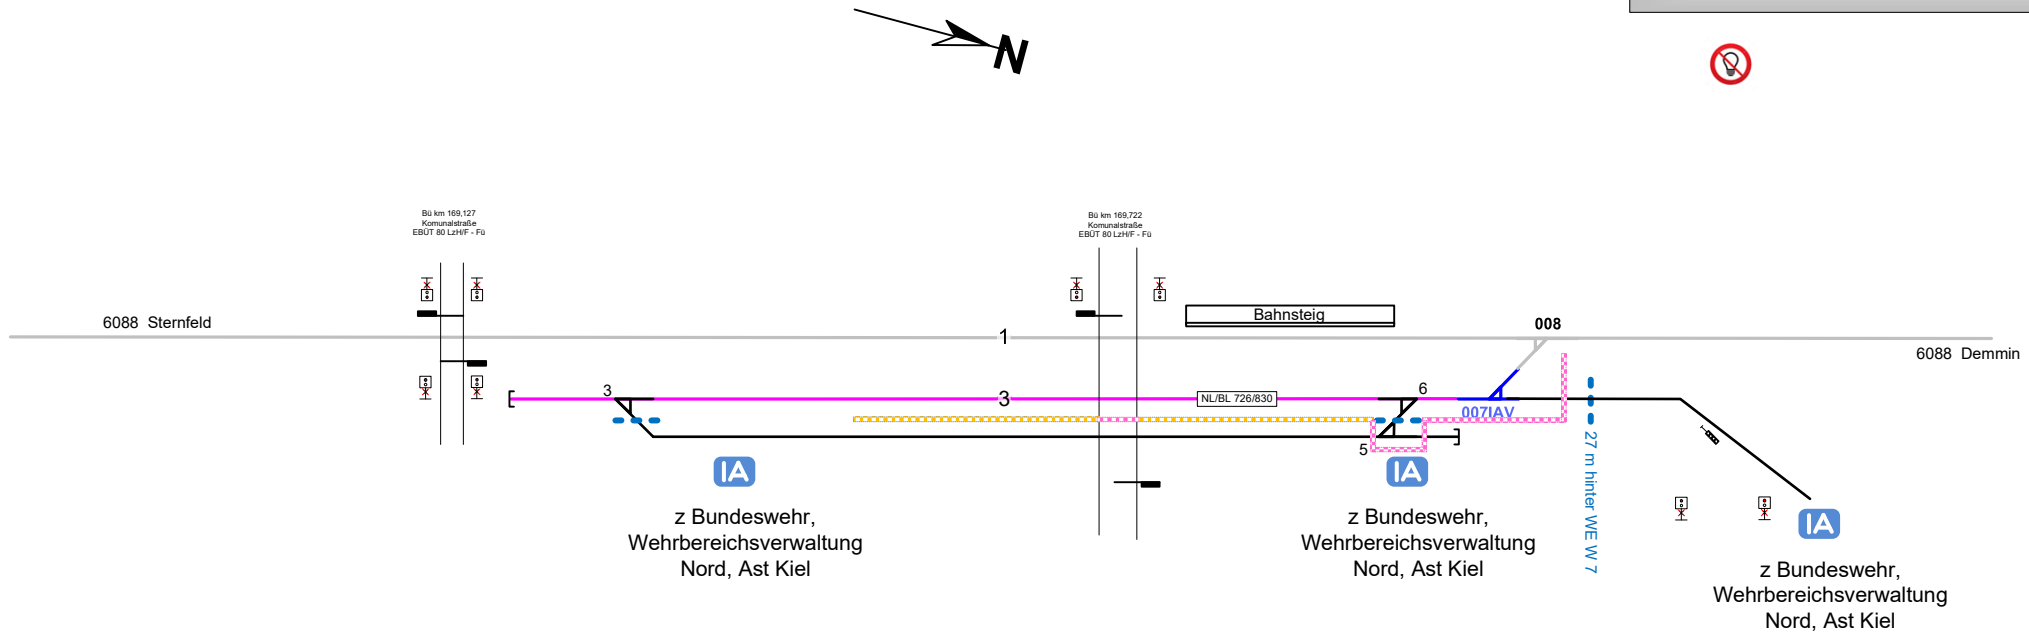 N
Bü km 169,127
Komunalstraße
EBÜT 80 LzH/F - Fü
Bü km 169,722
Komunalstraße
EBÜT 80 LzH/F - Fü
6088 Sternfeld
1
Bahnsteig
008
6088 Demmin
3
3
NL/BL 726/830
6
007IAV
5
27 m hinter WE W 7
IA
z Bundeswehr,
Wehrbereichsverwaltung
Nord, Ast Kiel
IA
z Bundeswehr,
Wehrbereichsverwaltung
Nord, Ast Kiel
IA
z Bundeswehr,
Wehrbereichsverwaltung
Nord, Ast Kiel